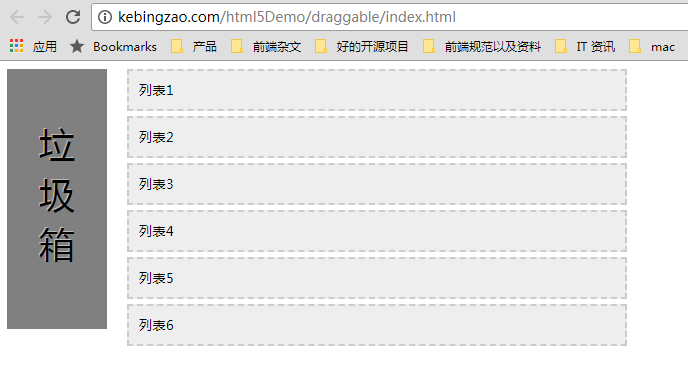 kebingzao.com/html5Demo/draggable/index.html
应用 Bookmarks 产品 前端杂文 好的开源项目 前端规范以及资料 IT 资讯 mac
垃
圾
箱
列表1
列表2
列表3
列表4
列表5
列表6